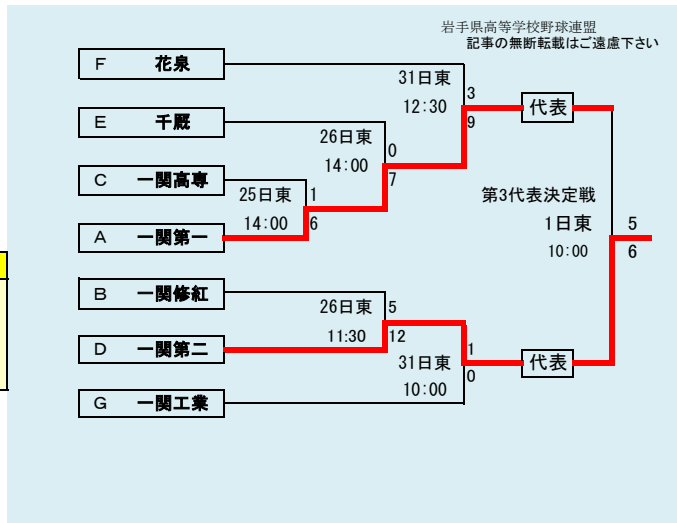 岩手県高等学校野球連盟
記事の無断転載はご遠慮下さい
F 花泉
31日東
3
12:30
9
代表
E 千厩
26日東
0
14:00
7
C 一関高専
25日東
1
14:00
6
A 一関第一
第3代表決定戦
1日東
5
10:00
6
B 一関修紅
26日東
5
11:30
12
D 一関第二
31日東
1
10:00
0
代表
G 一関工業